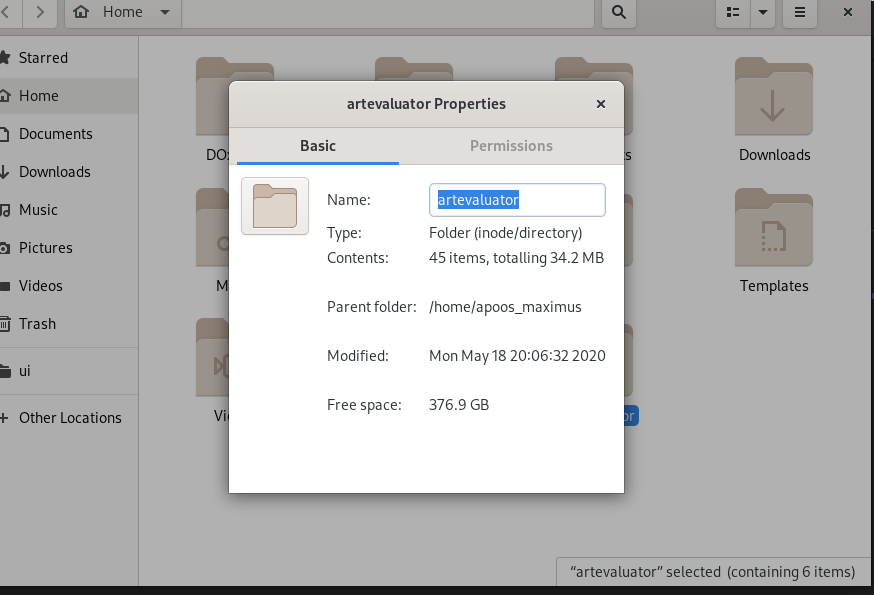 Home
Starred
Home
Documents
Downloads
Music
Pictures
Videos
Trash
ui
Other Locations
artevaluator Properties
Basic
Permissions
Name: artevaluator
Type: Folder (inode/directory)
Contents: 45 items, totalling 34.2 MB
Parent folder: /home/apoos_maximus
Modified: Mon May 18 20:06:32 2020
Free space: 376.9 GB
Downloads
Templates
"artevaluator" selected (containing 6 items)